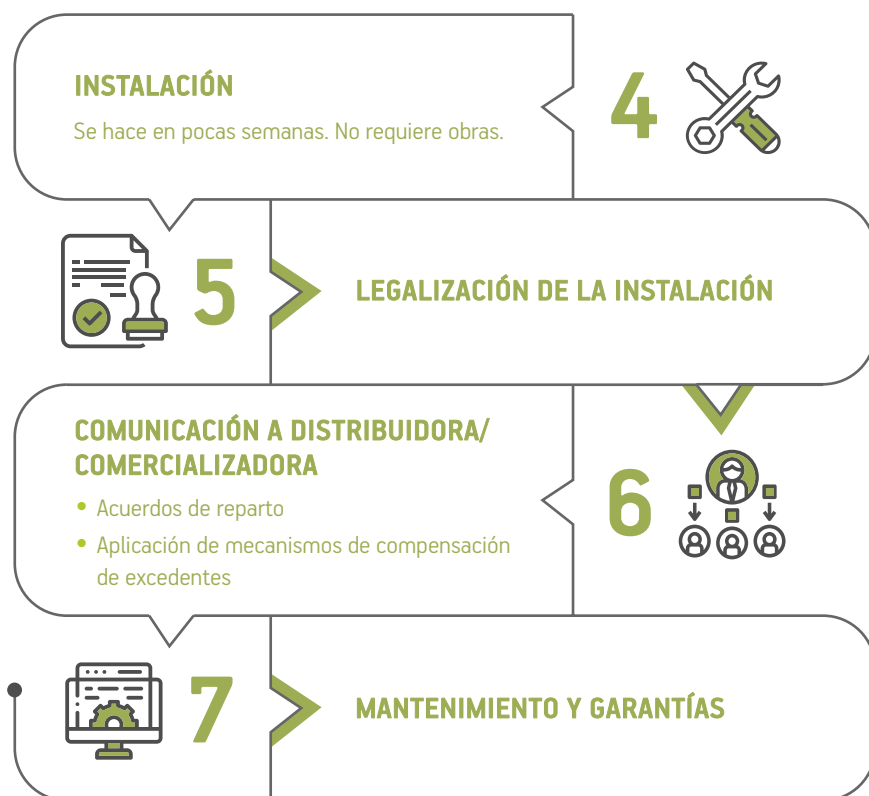 INSTALACIÓN
Se hace en pocas semanas. No requiere obras.
4
5
LEGALIZACIÓN DE LA INSTALACIÓN
COMUNICACIÓN A DISTRIBUIDORA/
COMERCIALIZADORA
• Acuerdos de reparto
• Aplicación de mecanismos de compensación
de excedentes
6
7
MANTENIMIENTO Y GARANTÍAS